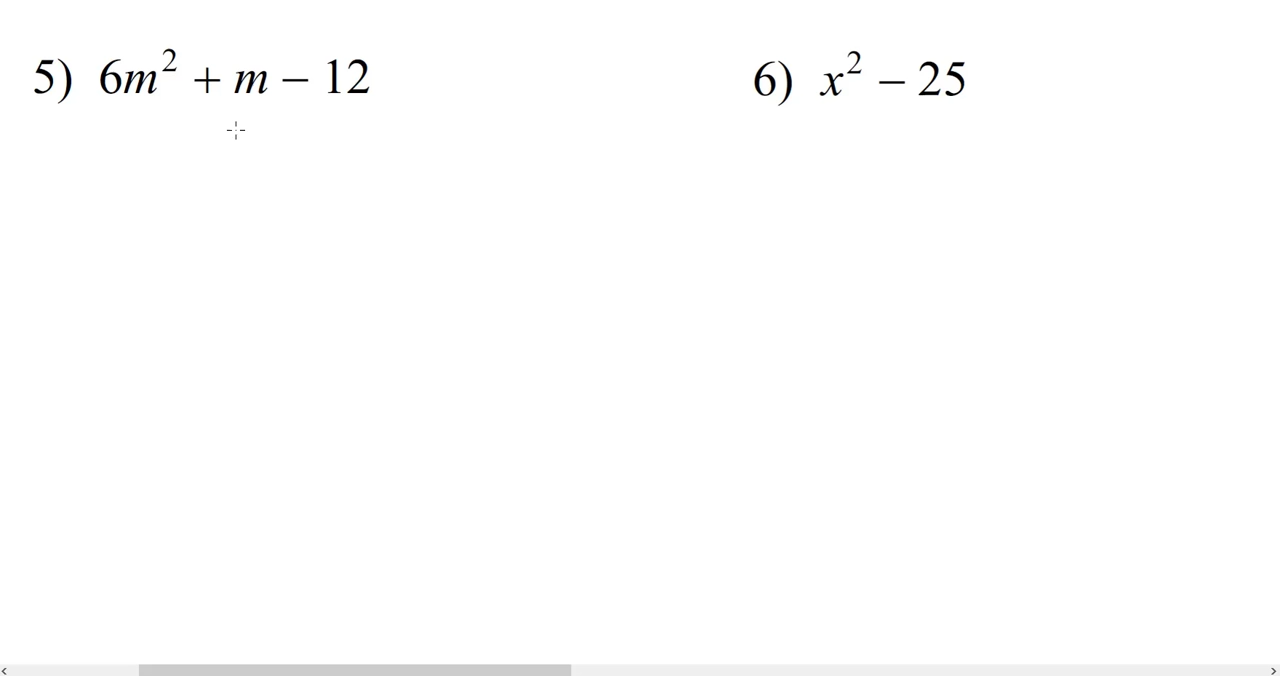 5) 6m² + m − 12
6) x² − 25